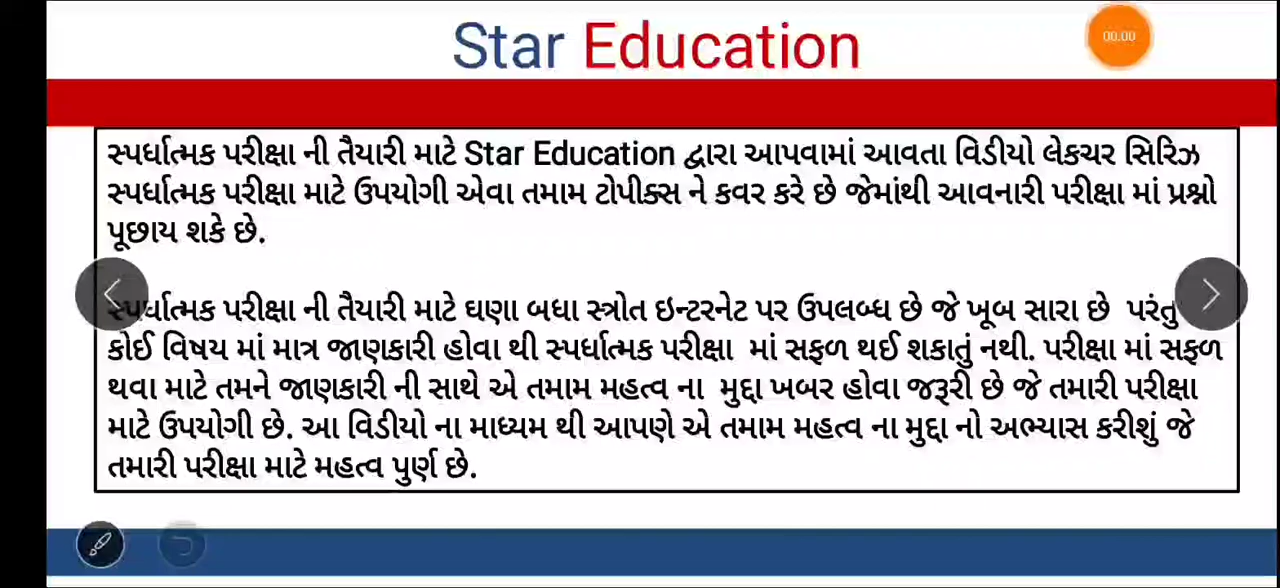 Star Education
00:00
સ્પર્ધાત્મક પરીક્ષા ની તૈયારી માટે Star Education દ્વારા આપવામાં આવતા વિડીયો લેકચર સિરિઝ
સ્પર્ધાત્મક પરીક્ષા માટે ઉપયોગી એવા તમામ ટોપીક્સ ને કવર કરે છે જેમાંથી આવનારી પરીક્ષા માં પ્રશ્નો
પૂછાય શકે છે.
સ્પર્ધાત્મક પરીક્ષા ની તૈયારી માટે ઘણા બધા સ્ત્રોત ઇન્ટરનેટ પર ઉપલબ્ધ છે જે ખૂબ સારા છે પરંતુ
કોઈ વિષય માં માત્ર જાણકારી હોવા થી સ્પર્ધાત્મક પરીક્ષા માં સફળ થઈ શકાતું નથી. પરીક્ષા માં સફળ
થવા માટે તમને જાણકારી ની સાથે એ તમામ મહત્વ ના મુદ્દા ખબર હોવા જરૂરી છે જે તમારી પરીક્ષા
માટે ઉપયોગી છે. આ વિડીયો ના માધ્યમ થી આપણે એ તમામ મહત્વ ના મુદ્દા નો અભ્યાસ કરીશું જે
તમારી પરીક્ષા માટે મહત્વ પુર્ણ છે.